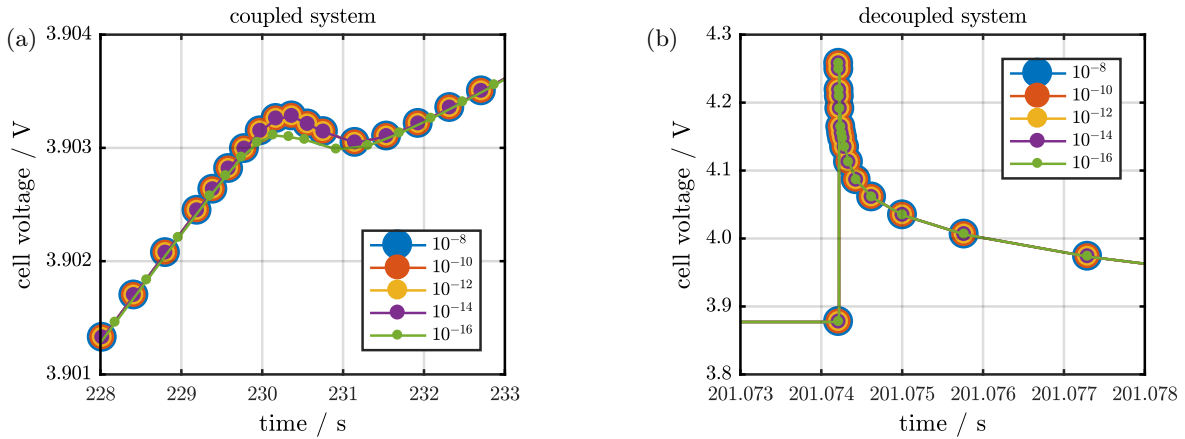 coupled system
(a)
3.904
3.903
3.902
3.901
cell voltage / V
228 229 230 231 232 233
time / s
10⁻⁸
10⁻¹⁰
10⁻¹²
10⁻¹⁴
10⁻¹⁶
decoupled system
(b)
4.3
4.2
4.1
4.0
3.9
3.8
cell voltage / V
201.073 201.074 201.075 201.076 201.077 201.078
time / s
10⁻⁸
10⁻¹⁰
10⁻¹²
10⁻¹⁴
10⁻¹⁶